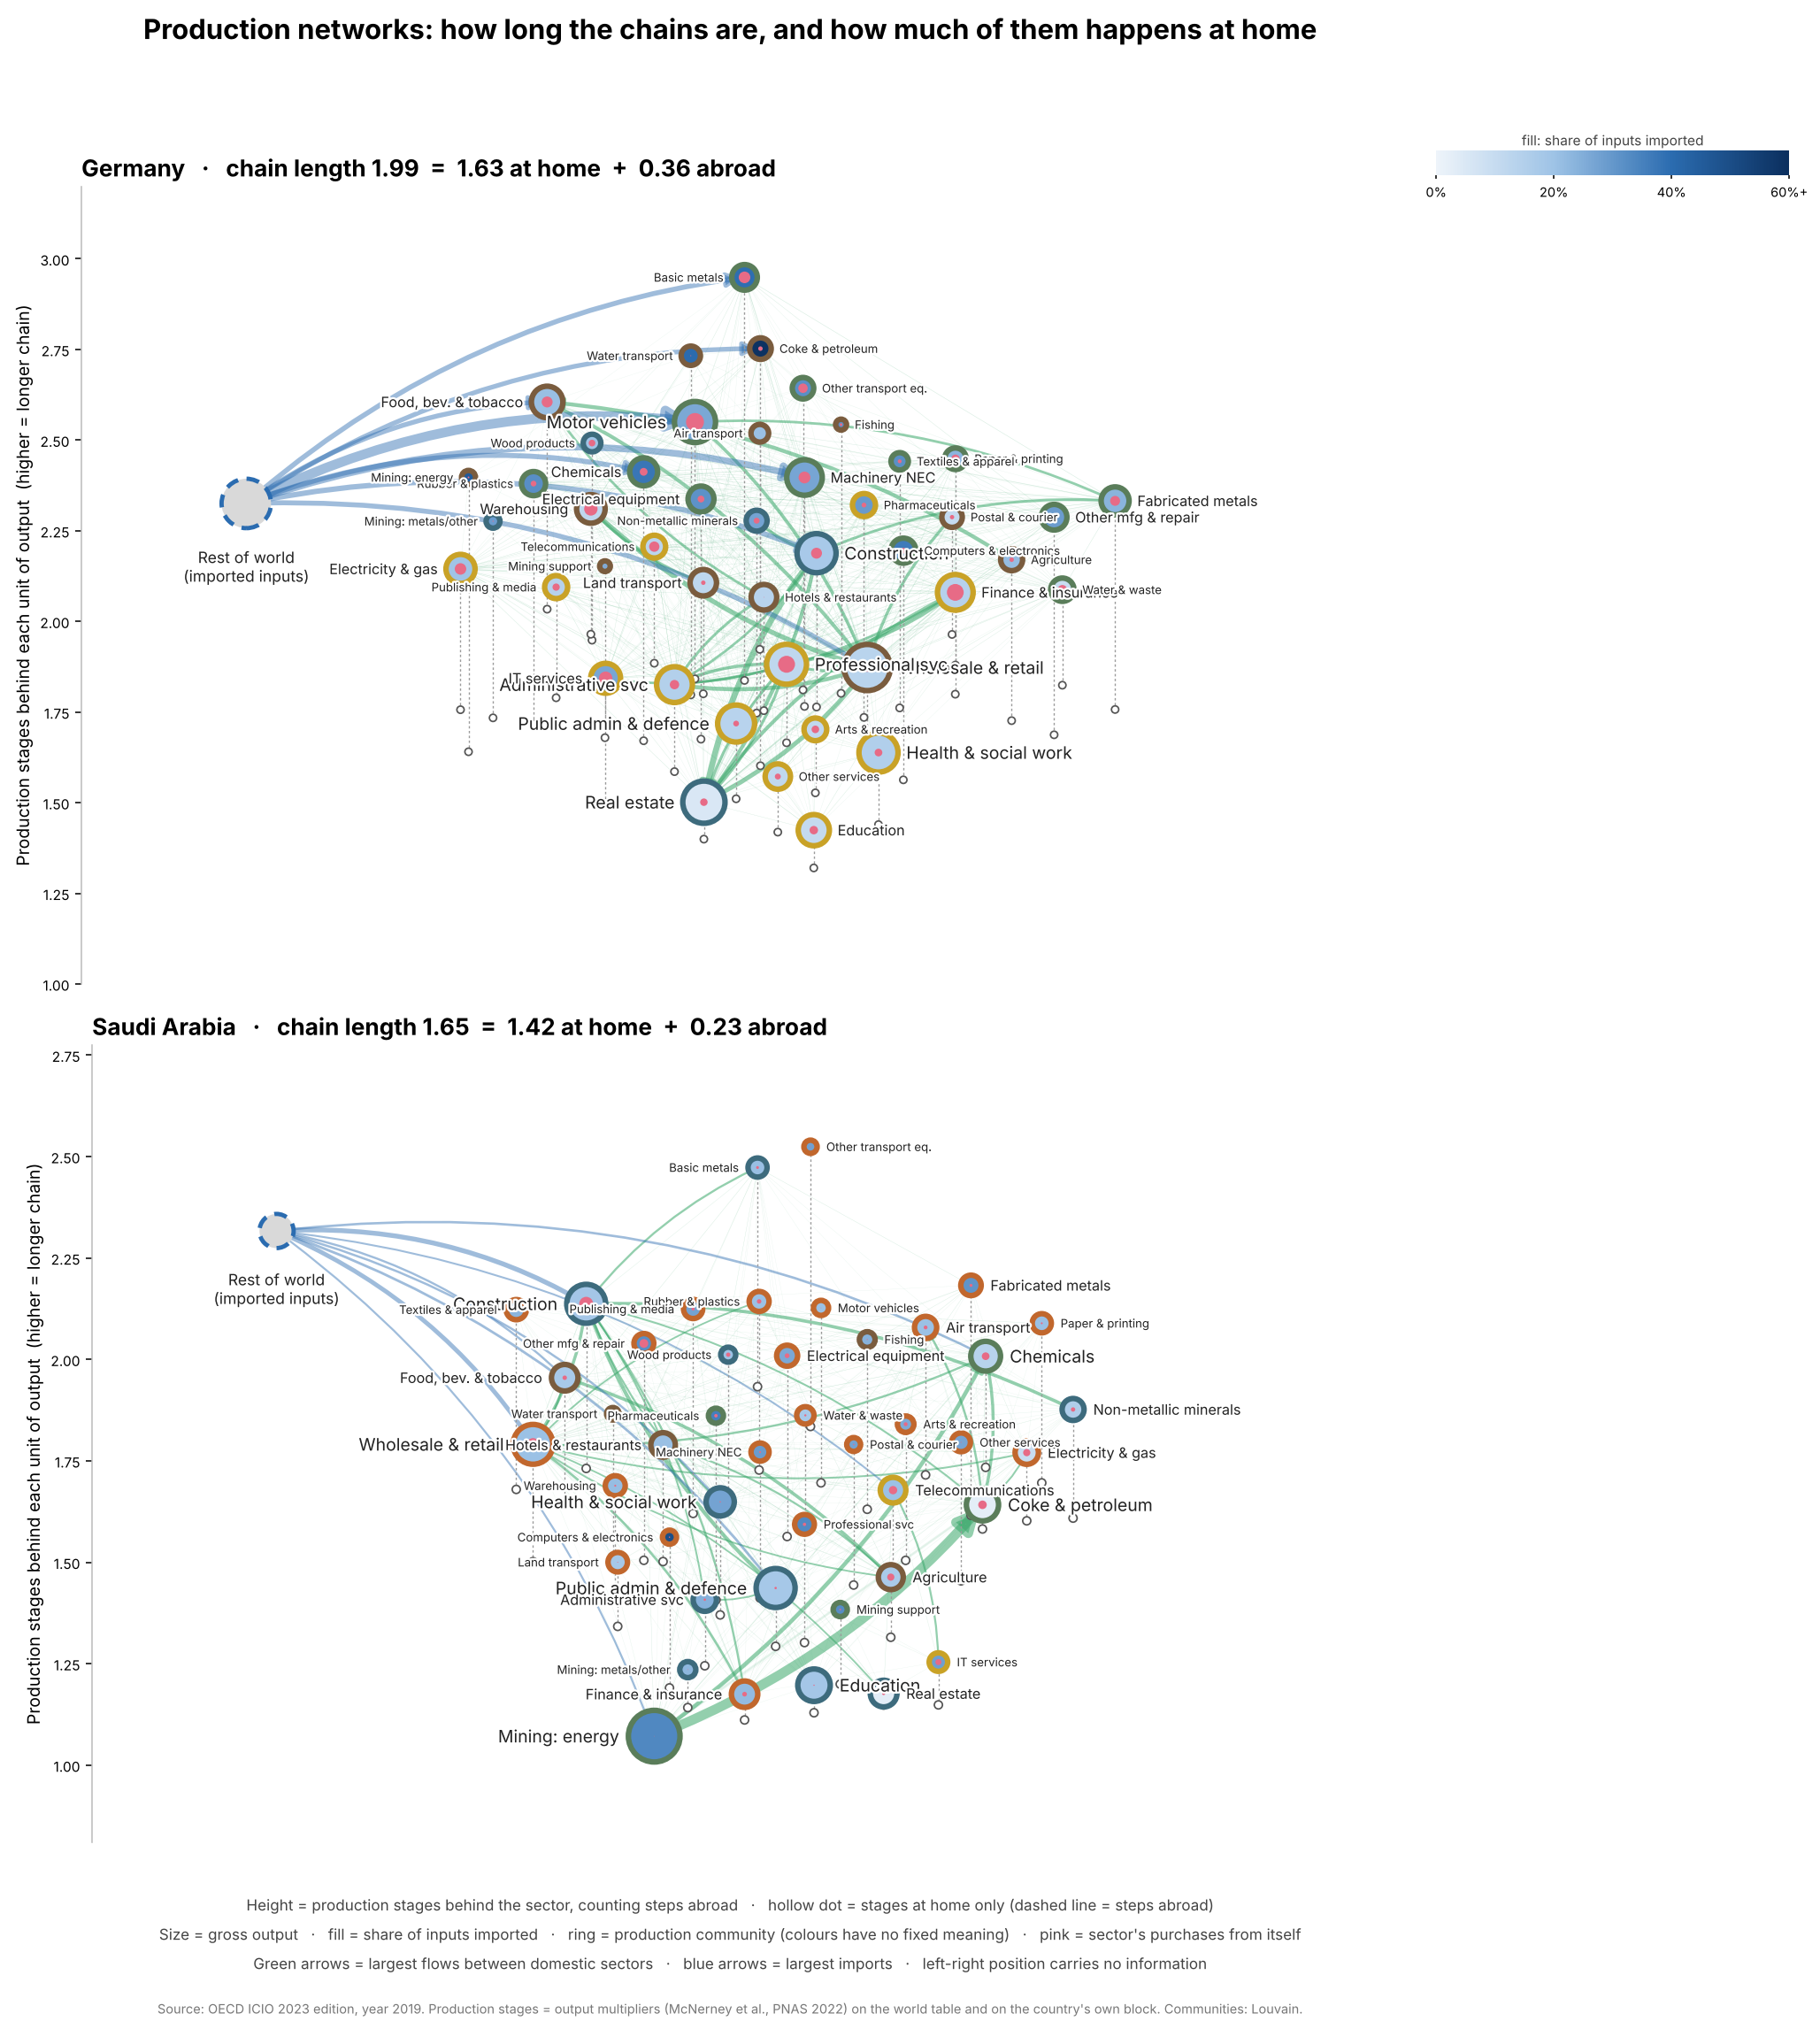 Production networks: how long the chains are, and how much of them happens at home
fill: share of inputs imported
0%
20%
40%
60%+
Germany · chain length 1.99 = 1.63 at home + 0.36 abroad
Production stages behind each unit of output (higher = longer chain)
3.00
2.75
2.50
2.25
2.00
1.75
1.50
1.25
1.00
Basic metals
Water transport
Coke & petroleum
Other transport eq.
Food, bev. & tobacco
Motor vehicles
Air transport
Fishing
Wood products
Textiles & apparel
printing
Mining: energy
Rubber & plastics
Chemicals
Machinery NEC
Electrical equipment
Warehousing
Pharmaceuticals
Fabricated metals
Mining: metals/other
Non-metallic minerals
Postal & courier
Other mfg & repair
Rest of world
(imported inputs)
Telecommunications
Construction
Computers & electronics
Electricity & gas
Mining support
Agriculture
Publishing & media
Land transport
Hotels & restaurants
Finance & insurance
Water & waste
IT services
Administrative svc
Professional svc
Wholesale & retail
Public admin & defence
Arts & recreation
Health & social work
Other services
Real estate
Education
Saudi Arabia · chain length 1.65 = 1.42 at home + 0.23 abroad
Production stages behind each unit of output (higher = longer chain)
2.75
2.50
2.25
2.00
1.75
1.50
1.25
1.00
Other transport eq.
Basic metals
Rest of world
(imported inputs)
Fabricated metals
Textiles & apparel
Construction
Publishing & media
Rubber & plastics
Motor vehicles
Air transport
Paper & printing
Other mfg & repair
Wood products
Fishing
Electrical equipment
Chemicals
Food, bev. & tobacco
Water transport
Pharmaceuticals
Water & waste
Arts & recreation
Non-metallic minerals
Wholesale & retail
Hotels & restaurants
Machinery NEC
Postal & courier
Other services
Electricity & gas
Warehousing
Health & social work
Telecommunications
Coke & petroleum
Computers & electronics
Professional svc
Land transport
Public admin & defence
Agriculture
Administrative svc
Mining support
Mining: metals/other
IT services
Finance & insurance
Education
Real estate
Mining: energy
Height = production stages behind the sector, counting steps abroad · hollow dot = stages at home only (dashed line = steps abroad)
Size = gross output · fill = share of inputs imported · ring = production community (colours have no fixed meaning) · pink = sector's purchases from itself
Green arrows = largest flows between domestic sectors · blue arrows = largest imports · left-right position carries no information
Source: OECD ICIO 2023 edition, year 2019. Production stages = output multipliers (McNerney et al., PNAS 2022) on the world table and on the country's own block. Communities: Louvain.